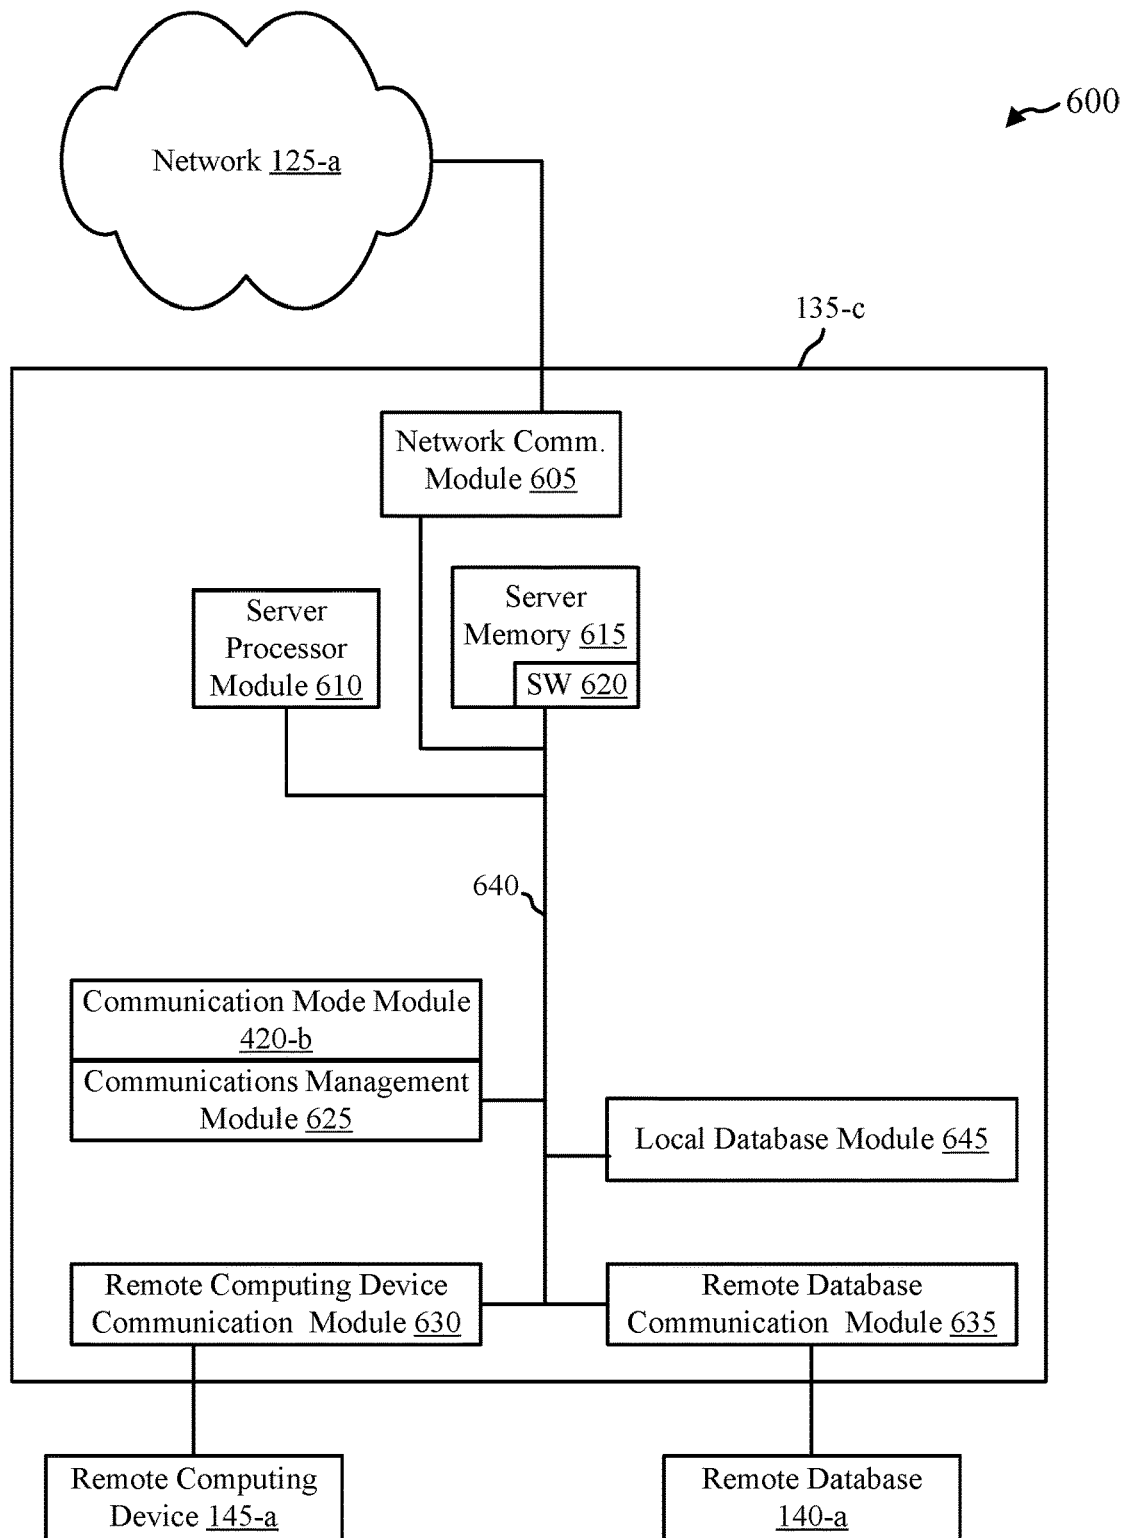 600
Network 125-a
135-c
Network Comm.
Module 605
Server
Processor
Module 610
Server
Memory 615
SW 620
640
Communication Mode Module
420-b
Communications Management
Module 625
Local Database Module 645
Remote Computing Device
Communication Module 630
Remote Database
Communication Module 635
Remote Computing
Device 145-a
Remote Database
140-a